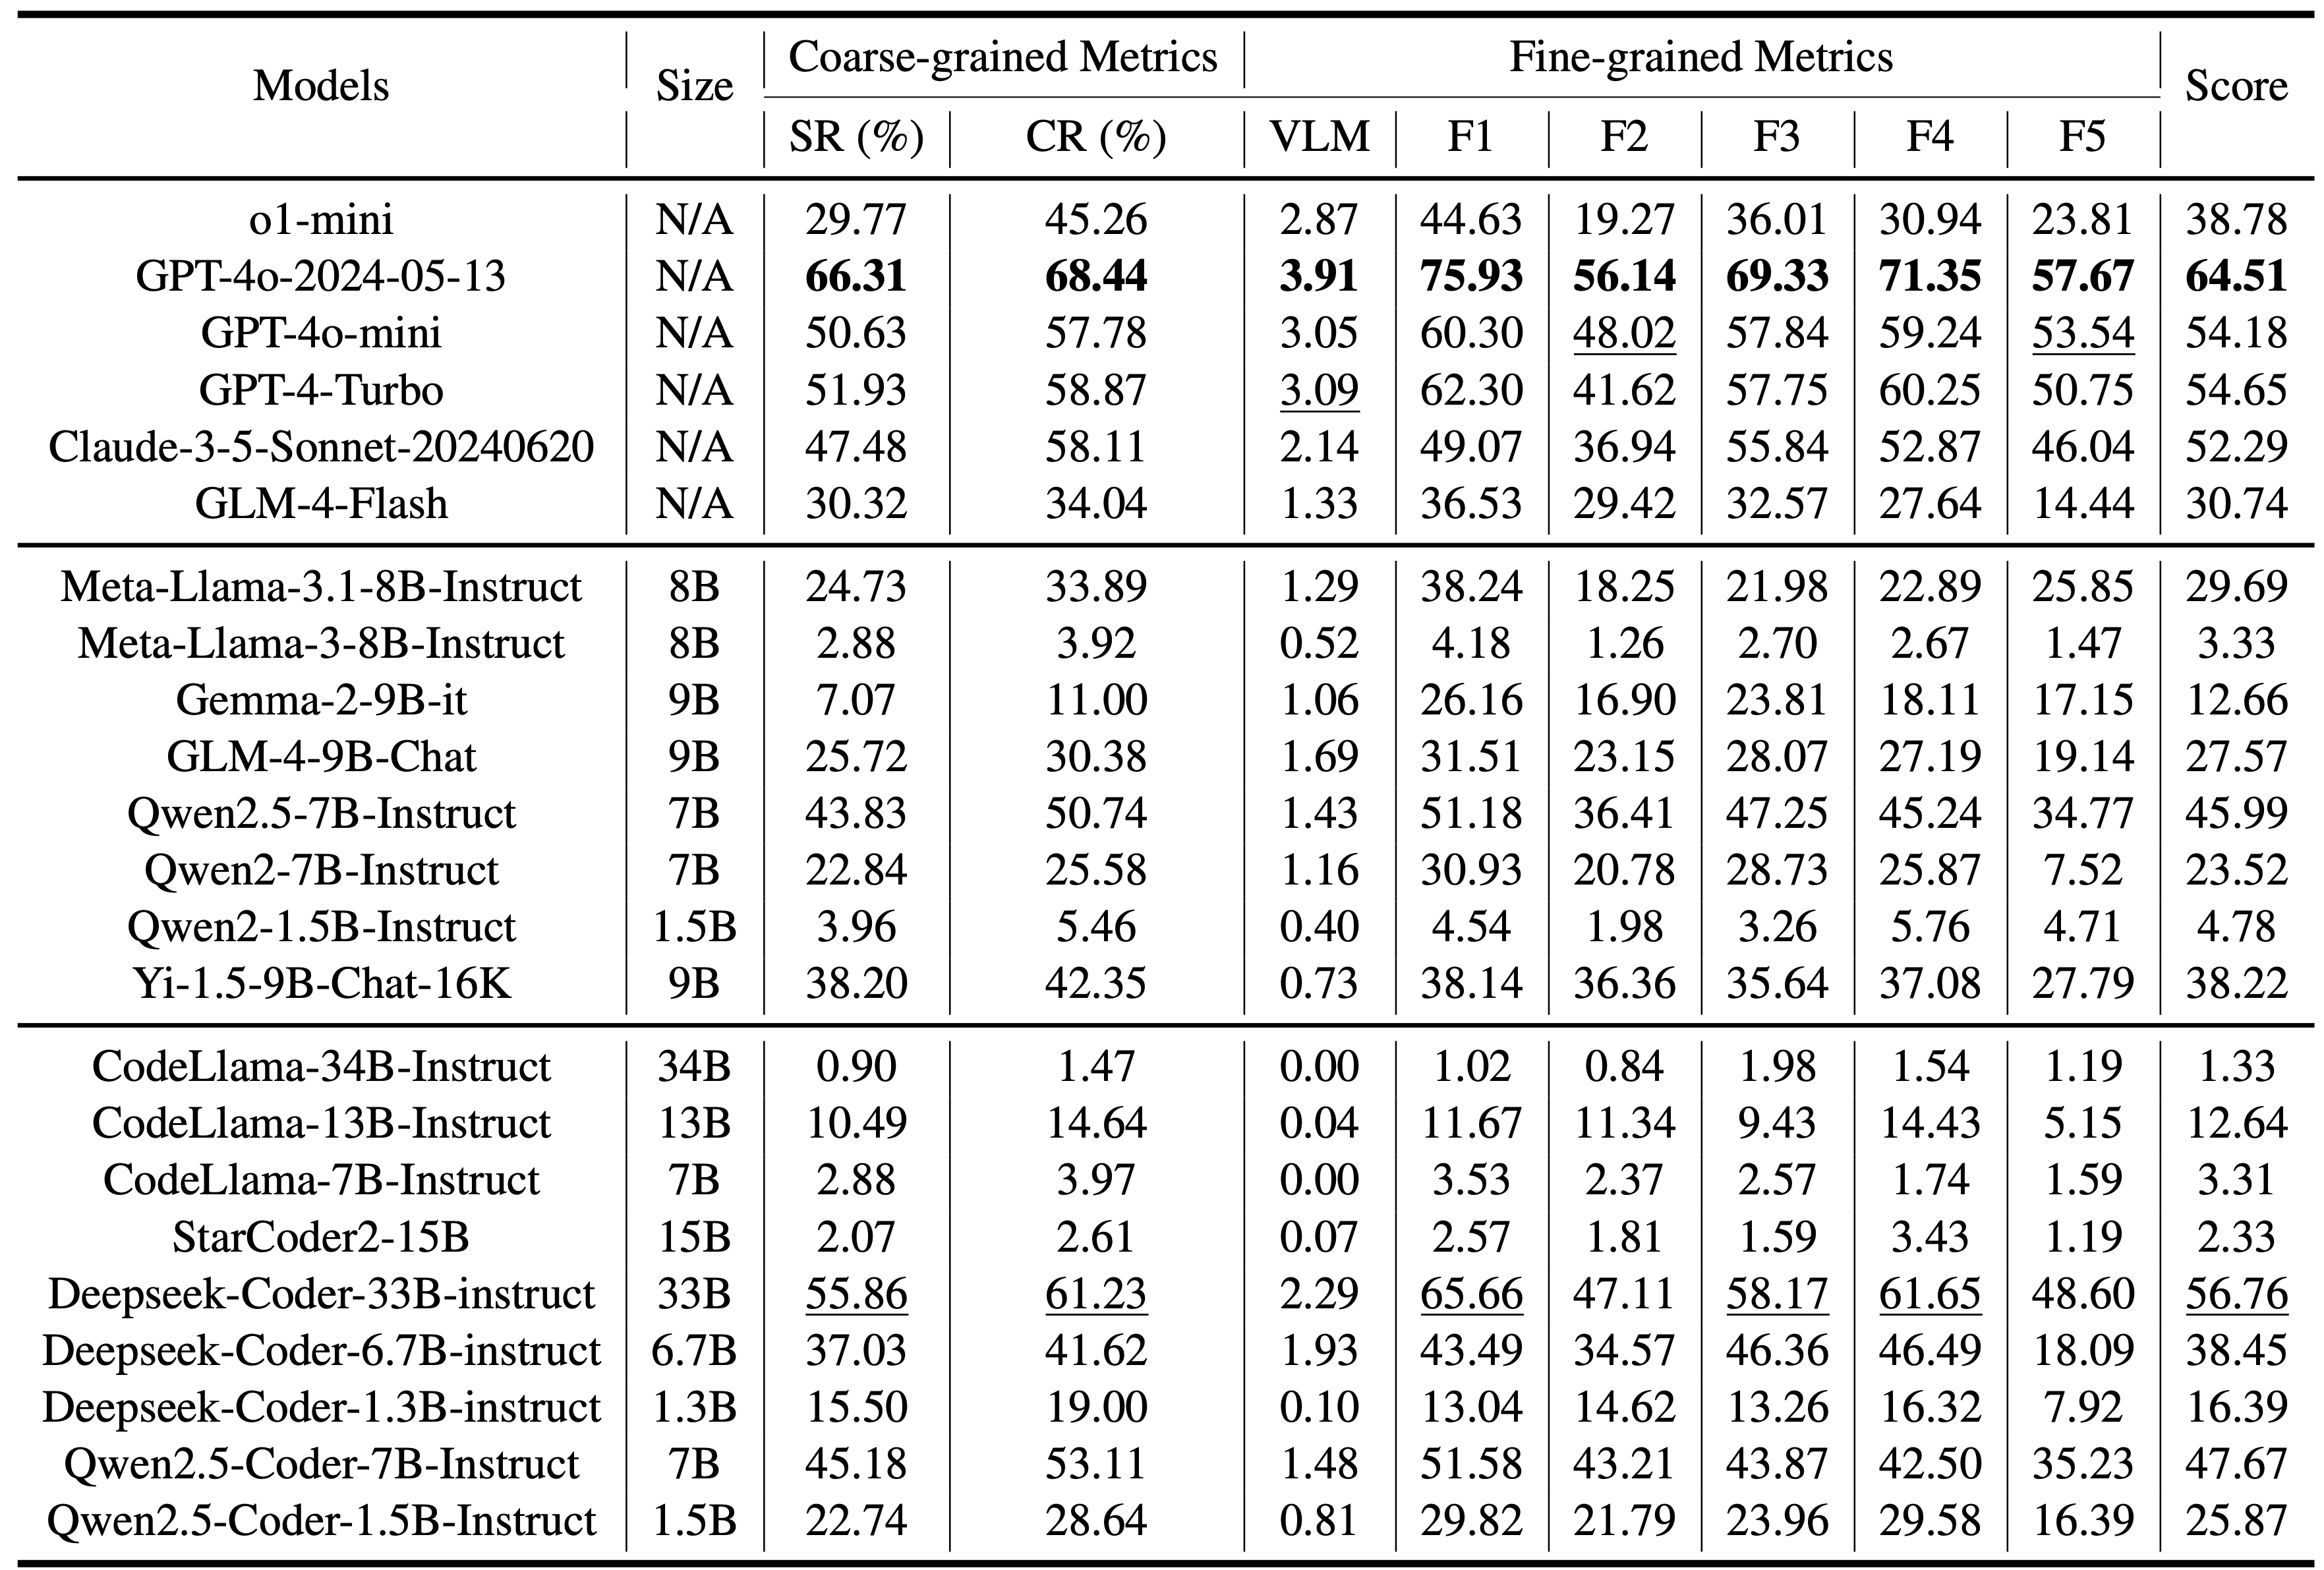 Models Size Coarse-grained Metrics Fine-grained Metrics Score
SR (%) CR (%) VLM F1 F2 F3 F4 F5
o1-mini N/A 29.77 45.26 2.87 44.63 19.27 36.01 30.94 23.81 38.78
GPT-4o-2024-05-13 N/A 66.31 68.44 3.91 75.93 56.14 69.33 71.35 57.67 64.51
GPT-4o-mini N/A 50.63 57.78 3.05 60.30 48.02 57.84 59.24 53.54 54.18
GPT-4-Turbo N/A 51.93 58.87 3.09 62.30 41.62 57.75 60.25 50.75 54.65
Claude-3-5-Sonnet-20240620 N/A 47.48 58.11 2.14 49.07 36.94 55.84 52.87 46.04 52.29
GLM-4-Flash N/A 30.32 34.04 1.33 36.53 29.42 32.57 27.64 14.44 30.74
Meta-Llama-3.1-8B-Instruct 8B 24.73 33.89 1.29 38.24 18.25 21.98 22.89 25.85 29.69
Meta-Llama-3-8B-Instruct 8B 2.88 3.92 0.52 4.18 1.26 2.70 2.67 1.47 3.33
Gemma-2-9B-it 9B 7.07 11.00 1.06 26.16 16.90 23.81 18.11 17.15 12.66
GLM-4-9B-Chat 9B 25.72 30.38 1.69 31.51 23.15 28.07 27.19 19.14 27.57
Qwen2.5-7B-Instruct 7B 43.83 50.74 1.43 51.18 36.41 47.25 45.24 34.77 45.99
Qwen2-7B-Instruct 7B 22.84 25.58 1.16 30.93 20.78 28.73 25.87 7.52 23.52
Qwen2-1.5B-Instruct 1.5B 3.96 5.46 0.40 4.54 1.98 3.26 5.76 4.71 4.78
Yi-1.5-9B-Chat-16K 9B 38.20 42.35 0.73 38.14 36.36 35.64 37.08 27.79 38.22
CodeLlama-34B-Instruct 34B 0.90 1.47 0.00 1.02 0.84 1.98 1.54 1.19 1.33
CodeLlama-13B-Instruct 13B 10.49 14.64 0.04 11.67 11.34 9.43 14.43 5.15 12.64
CodeLlama-7B-Instruct 7B 2.88 3.97 0.00 3.53 2.37 2.57 1.74 1.59 3.31
StarCoder2-15B 15B 2.07 2.61 0.07 2.57 1.81 1.59 3.43 1.19 2.33
Deepseek-Coder-33B-instruct 33B 55.86 61.23 2.29 65.66 47.11 58.17 61.65 48.60 56.76
Deepseek-Coder-6.7B-instruct 6.7B 37.03 41.62 1.93 43.49 34.57 46.36 46.49 18.09 38.45
Deepseek-Coder-1.3B-instruct 1.3B 15.50 19.00 0.10 13.04 14.62 13.26 16.32 7.92 16.39
Qwen2.5-Coder-7B-Instruct 7B 45.18 53.11 1.48 51.58 43.21 43.87 42.50 35.23 47.67
Qwen2.5-Coder-1.5B-Instruct 1.5B 22.74 28.64 0.81 29.82 21.79 23.96 29.58 16.39 25.87